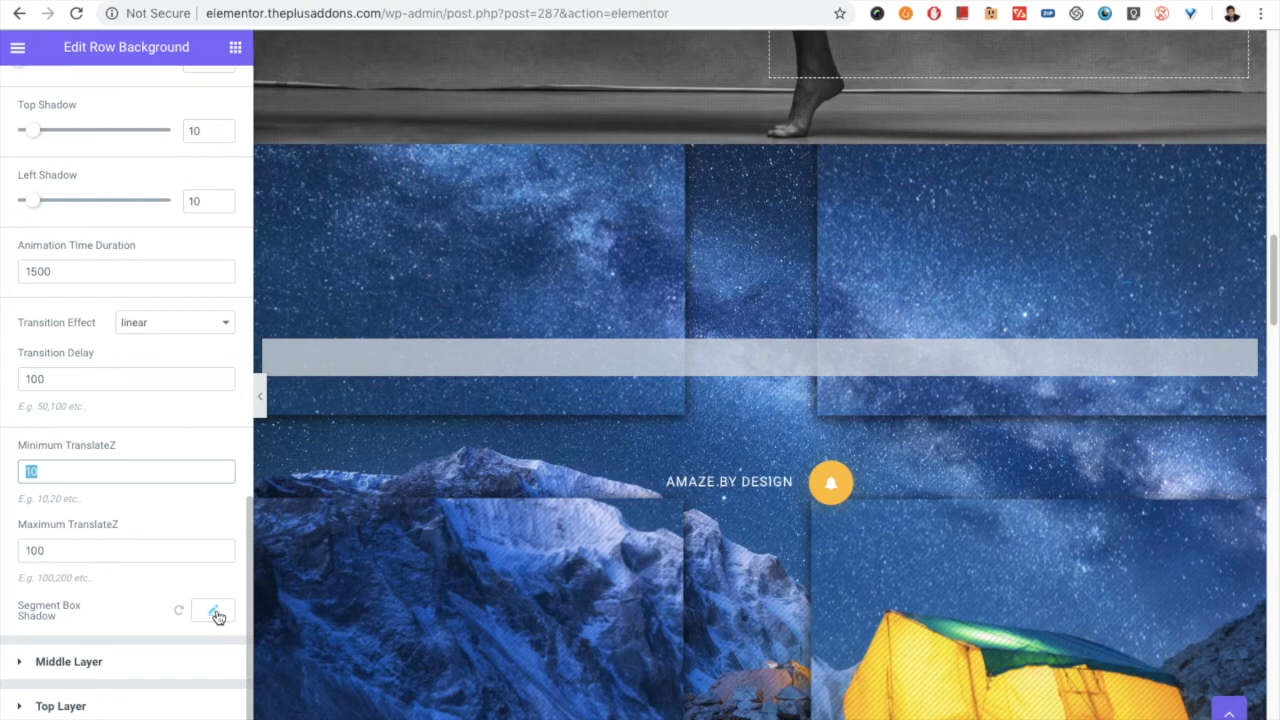 Not Secure elementor.theplusaddons.com/wp-admin/post.php?post=287&action=elementor
ZIP
Edit Row Background
Top Shadow
10
Left Shadow
10
Animation Time Duration
1500
Transition Effect linear
Transition Delay
100
E.g. 50,100 etc..
Minimum TranslateZ
10
E.g. 10,20 etc..
Maximum TranslateZ
100
E.g. 100,200 etc..
Segment Box
Shadow
Middle Layer
Top Layer
AMAZE.BY DESIGN